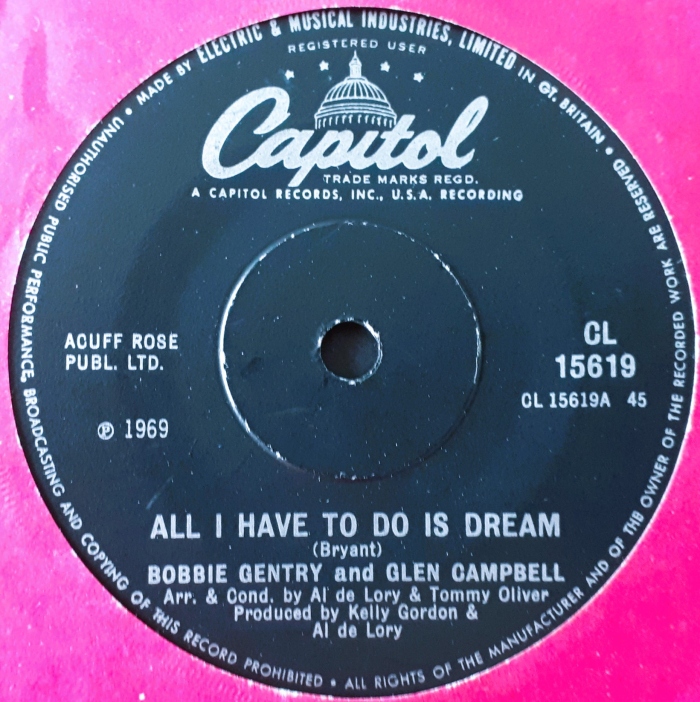 MADE BY ELECTRIC & MUSICAL INDUSTRIES, LIMITED IN GT. BRITAIN • ALL RIGHTS OF THE MANUFACTURER AND OF THE OWNER OF THE RECORDED WORK ARE RESERVED
UNAUTHORISED PUBLIC PERFORMANCE, BROADCASTING AND COPYING OF THIS RECORD PROHIBITED •
REGISTERED USER
Capitol
TRADE MARKS REGD.
A CAPITOL RECORDS, INC., U.S.A. RECORDING
ACUFF ROSE
PUBL. LTD.
℗ 1969
CL
15619
CL 15619A 45
ALL I HAVE TO DO IS DREAM
(Bryant)
BOBBIE GENTRY and GLEN CAMPBELL
Arr. & Cond. by Al de Lory & Tommy Oliver
Produced by Kelly Gordon &
Al de Lory